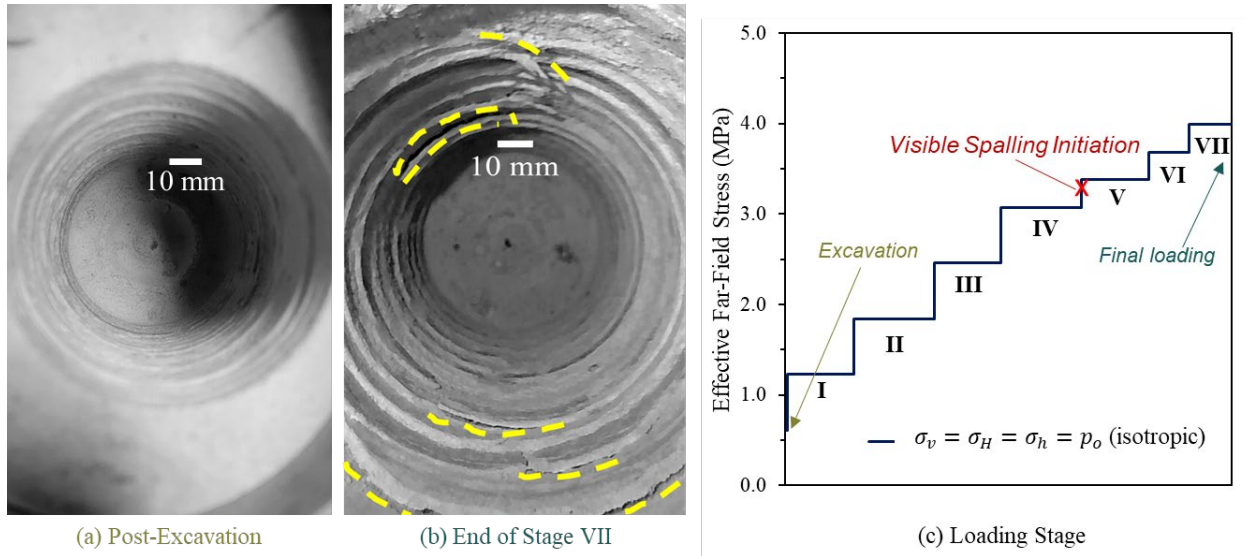 10 mm
10 mm
(a) Post-Excavation
(b) End of Stage VII
Effective Far-Field Stress (MPa)
5.0
4.0
3.0
2.0
1.0
0.0
Visible Spalling Initiation
Excavation
Final loading
I
II
III
IV
V
VI
VII
σᵥ = σ_H = σₕ = pₒ (isotropic)
(c) Loading Stage